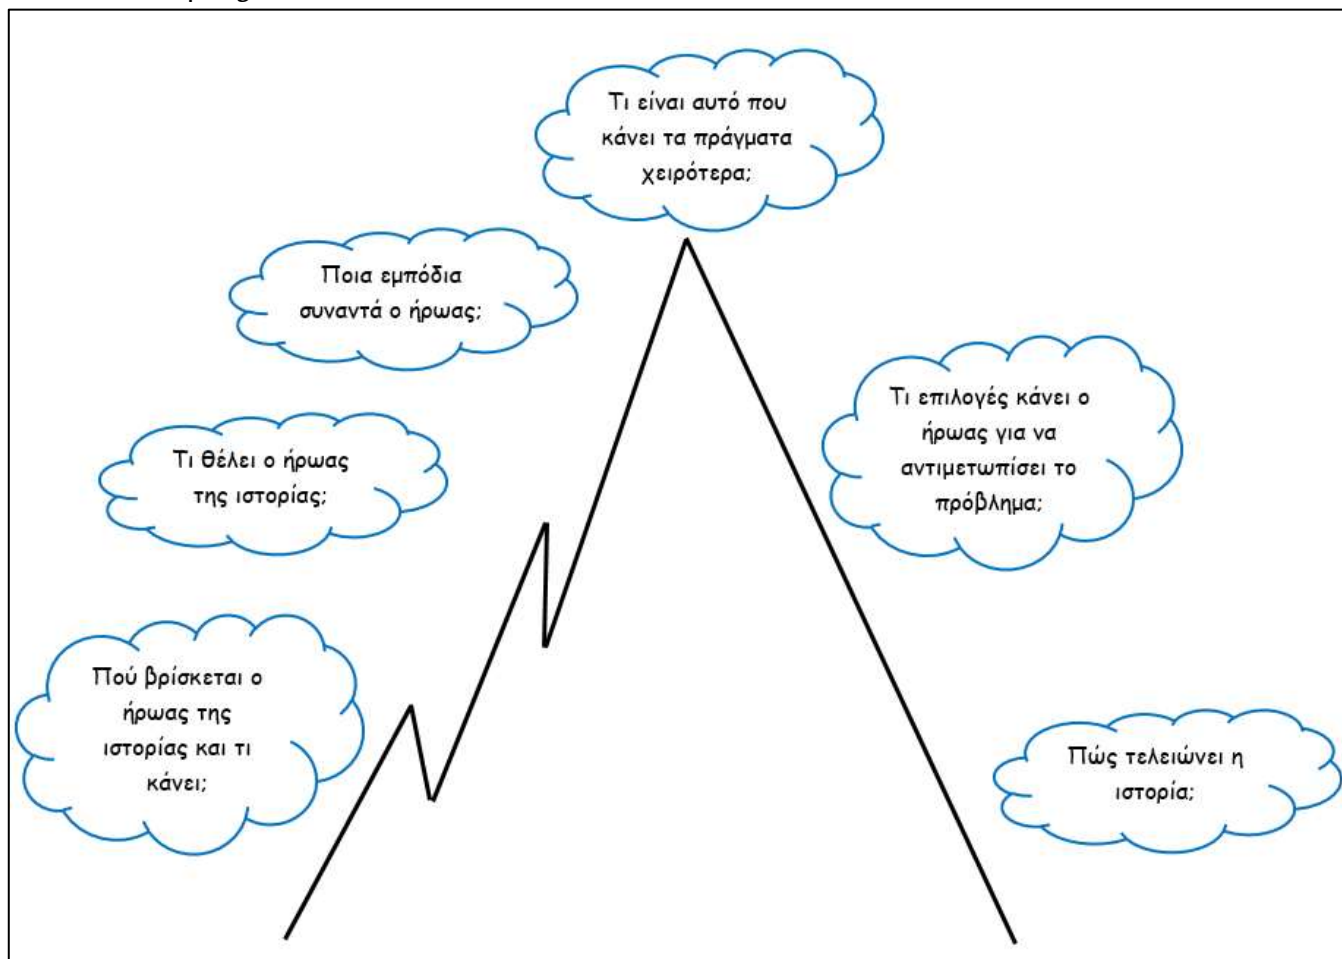 Τι είναι αυτό που
κάνει τα πράγματα
χειρότερα;
Ποια εμπόδια
συναντά ο ήρωας;
Τι θέλει ο ήρωας
της ιστορίας;
Πού βρίσκεται ο
ήρωας της
ιστορίας και τι
κάνει;
Τι επιλογές κάνει ο
ήρωας για να
αντιμετωπίσει το
πρόβλημα;
Πώς τελειώνει η
ιστορία;